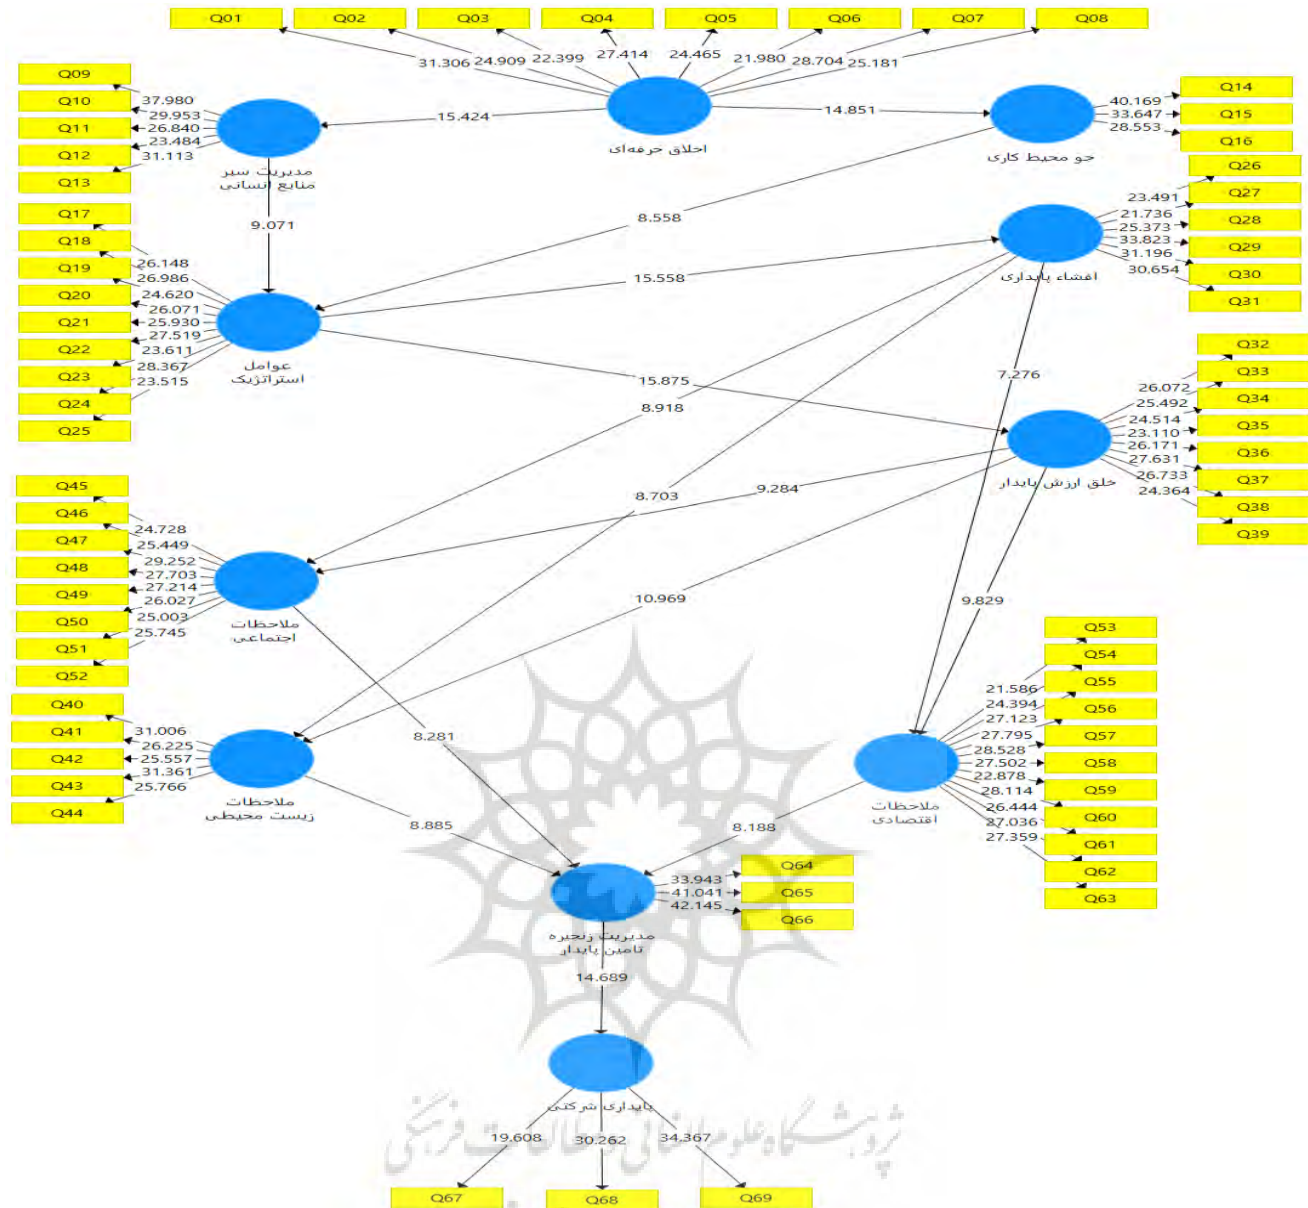 Q01
Q02
Q03
Q04
Q05
Q06
Q07
Q08
31.306
24.909
22.399
27.414
24.465
21.980
28.704
25.181
اخلاق حرفه‌ای
15.424
14.851
Q09
Q10
Q11
Q12
Q13
37.980
29.953
26.840
23.484
31.113
مدیریت سبز
منابع انسانی
9.071
Q14
Q15
Q16
40.169
33.647
28.553
جو محیط کاری
8.558
Q17
Q18
Q19
Q20
Q21
Q22
Q23
Q24
Q25
26.148
26.986
24.620
26.071
25.930
27.519
23.611
28.367
23.515
عوامل
استراتژیک
15.558
15.875
Q26
Q27
Q28
Q29
Q30
Q31
23.491
21.736
25.373
33.823
31.196
30.654
افشاء پایداری
7.276
8.918
8.703
Q32
Q33
Q34
Q35
Q36
Q37
Q38
Q39
26.072
25.492
24.514
23.110
26.171
27.631
26.733
24.364
خلق ارزش پایدار
9.284
10.969
9.829
Q45
Q46
Q47
Q48
Q49
Q50
Q51
Q52
24.728
25.449
29.252
27.703
27.214
26.027
25.003
25.745
ملاحظات
اجتماعی
8.281
Q40
Q41
Q42
Q43
Q44
31.006
26.225
25.557
31.361
25.766
ملاحظات
زیست محیطی
8.885
Q53
Q54
Q55
Q56
Q57
Q58
Q59
Q60
Q61
Q62
Q63
21.586
24.394
27.123
27.795
28.528
27.502
22.878
28.114
26.444
27.036
27.359
ملاحظات
اقتصادی
8.188
Q64
Q65
Q66
33.943
41.041
42.145
مدیریت زنجیره
تامین پایدار
14.689
پایداری شرکتی
19.608
30.262
34.367
Q67
Q68
Q69
پژوهشگاه علوم انسانی و مطالعات فرهنگی